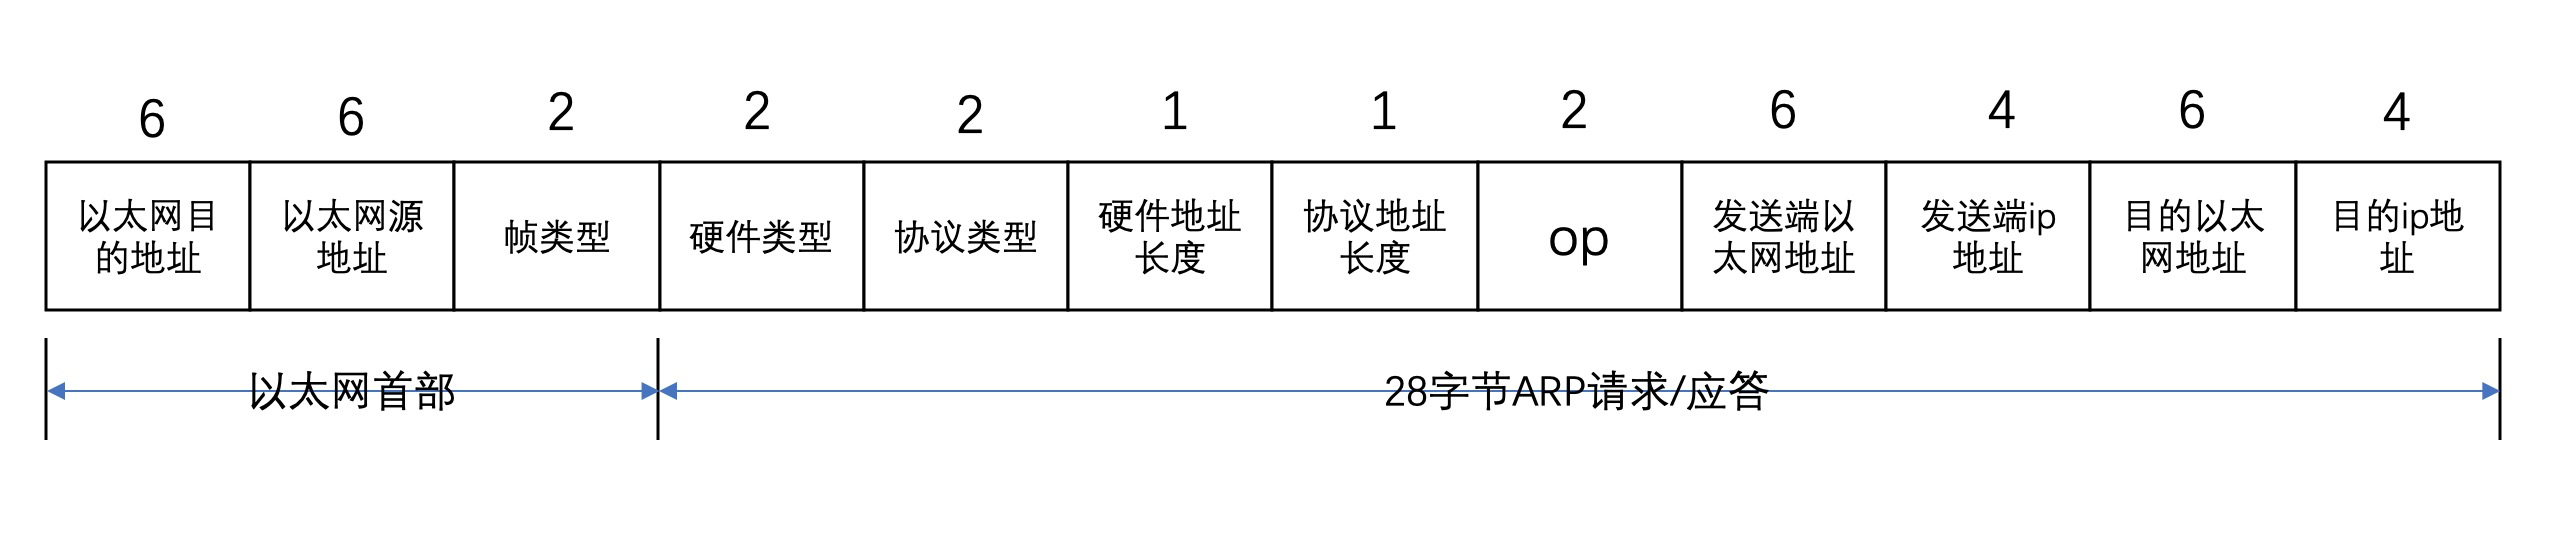 6 6 2 2 2 1 1 2 6 4 6 4
以太网目
的地址
以太网源
地址
帧类型
硬件类型
协议类型
硬件地址
长度
协议地址
长度
op
发送端以
太网地址
发送端ip
地址
目的以太
网地址
目的ip地
址
以太网首部
28字节ARP请求/应答